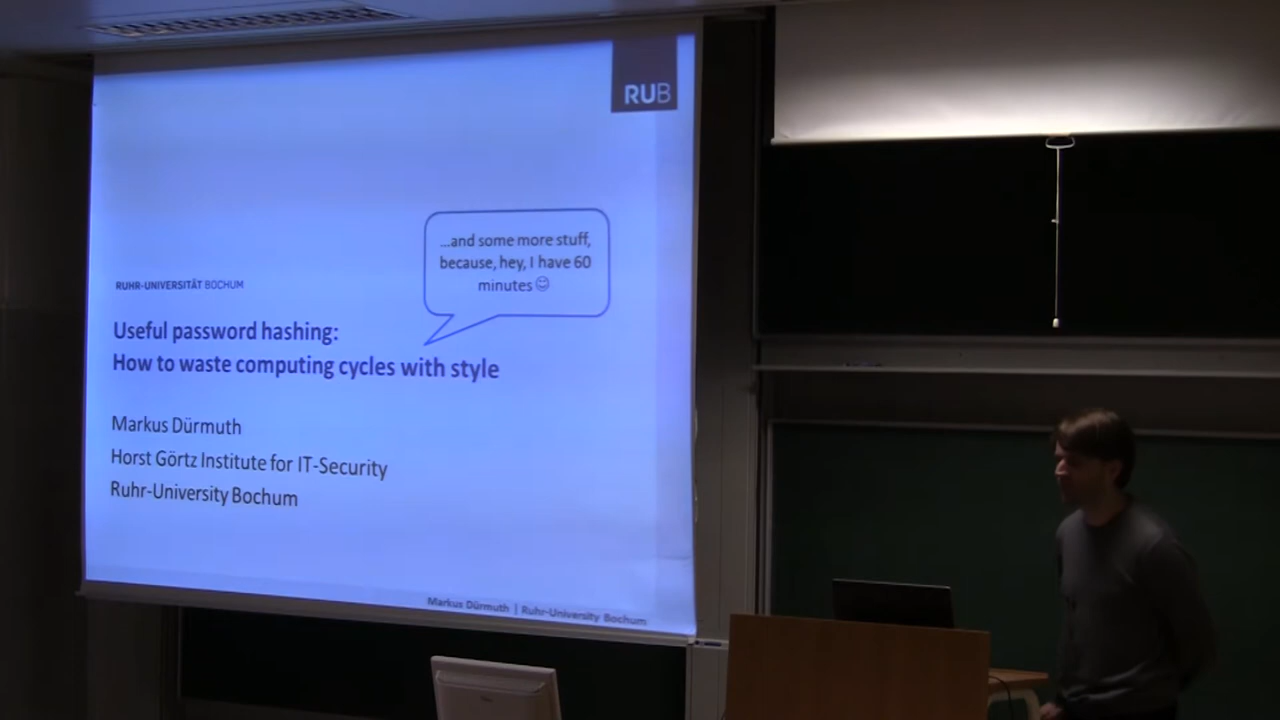 RUB
...and some more stuff,
because, hey, I have 60
minutes ☺
RUHR-UNIVERSITÄT BOCHUM
Useful password hashing:
How to waste computing cycles with style
Markus Dürmuth
Horst Görtz Institute for IT-Security
Ruhr-University Bochum
Markus Dürmuth | Ruhr-University Bochum